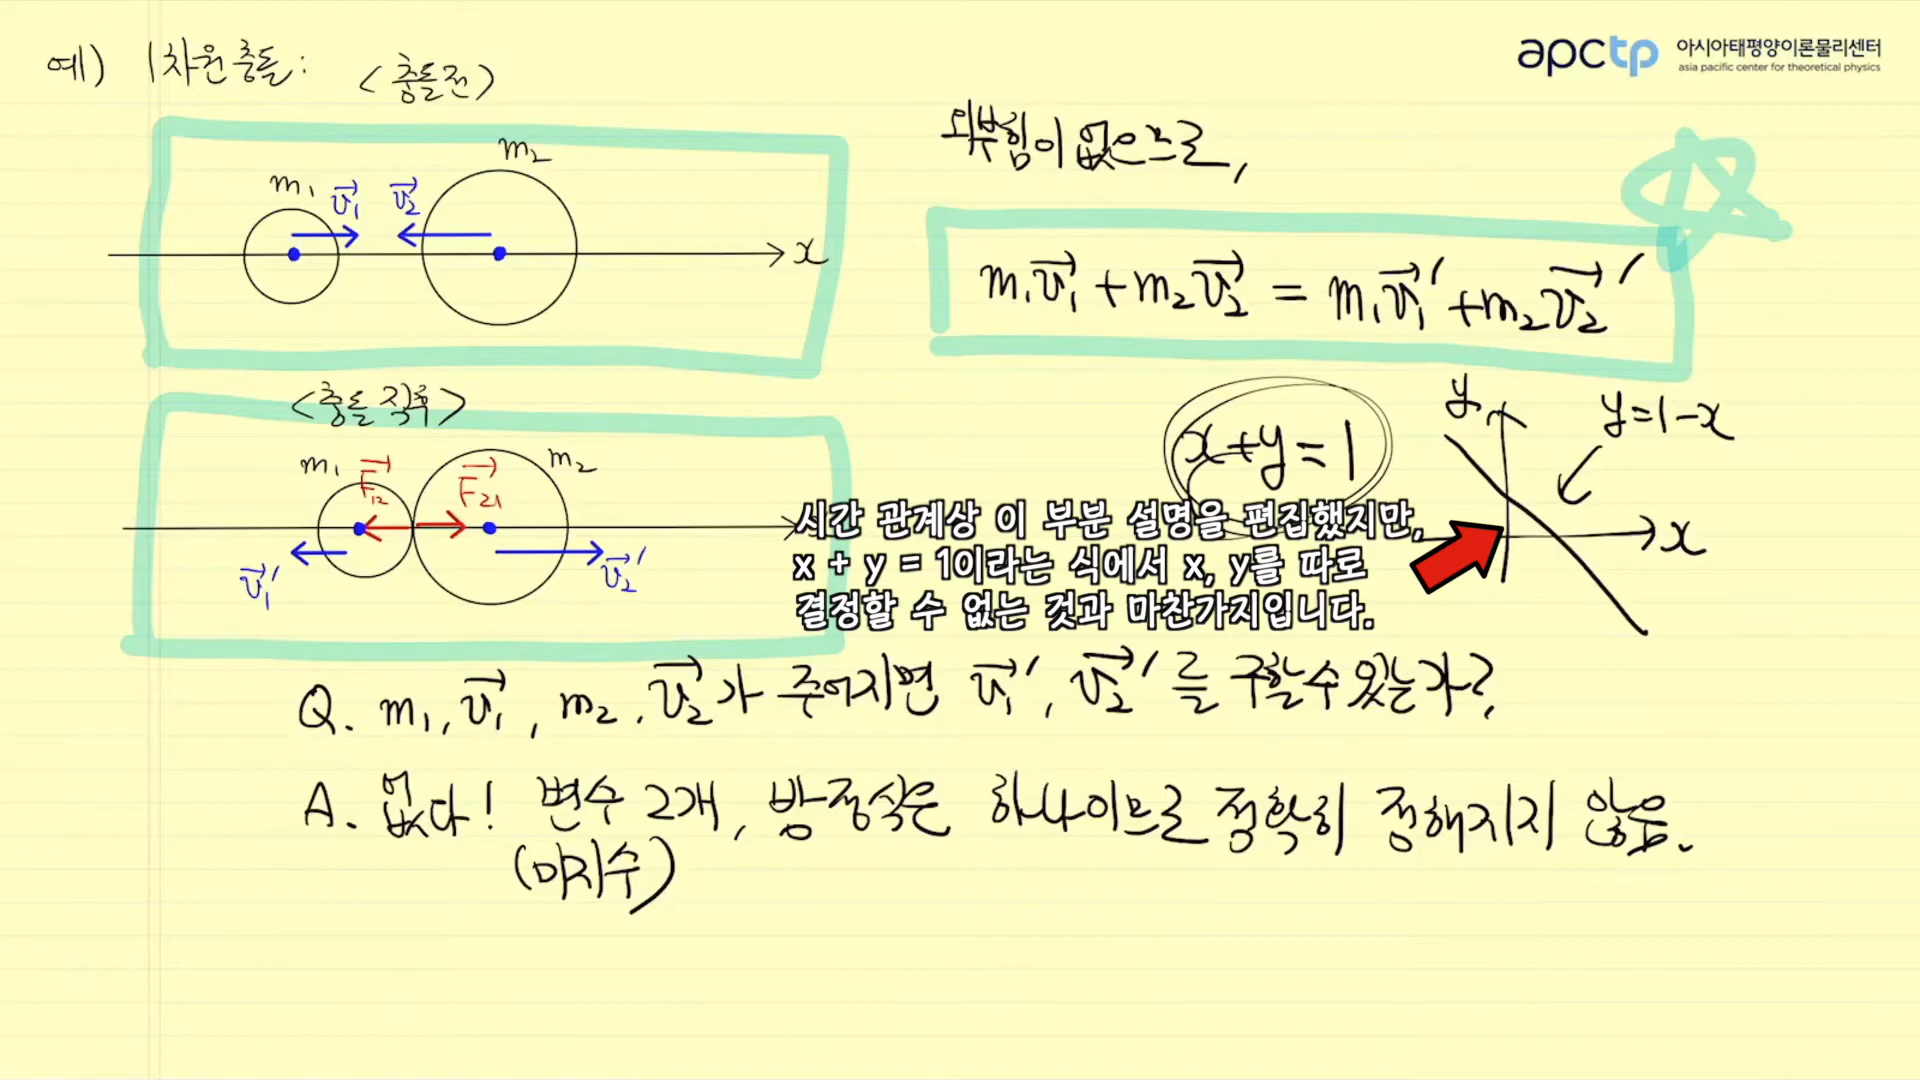 예) 1차원 충돌:
<충돌 전>
apctp 아시아태평양이론물리센터
asia pacific center for theoretical physics
m₁ v⃗₁ v⃗₂ m₂
x
외부힘이 없으므로,
m₁v⃗₁ + m₂v⃗₂ = m₁v⃗₁′ + m₂v⃗₂′
<충돌 직후>
m₁ F⃗₁₂ F⃗₂₁ m₂
v⃗₁′ v⃗₂′
x+y=1
y
y=1-x
x
시간 관계상 이 부분 설명을 편집했지만,
x + y = 1이라는 식에서 x, y를 따로
결정할 수 없는 것과 마찬가지입니다.
Q. m₁, v⃗₁, m₂, v⃗₂가 주어지면 v⃗₁′, v⃗₂′를 구할 수 있는가?
A. 없다! 변수 2개, 방정식은 하나이므로 정확히 정해지지 않음.
(미지수)